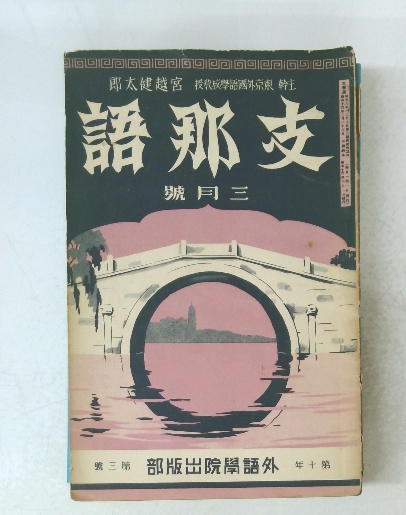 主幹 東京外國語學校教授 宮越健太郎
支那語
三月號
第十年 外語學院出版部 第三號